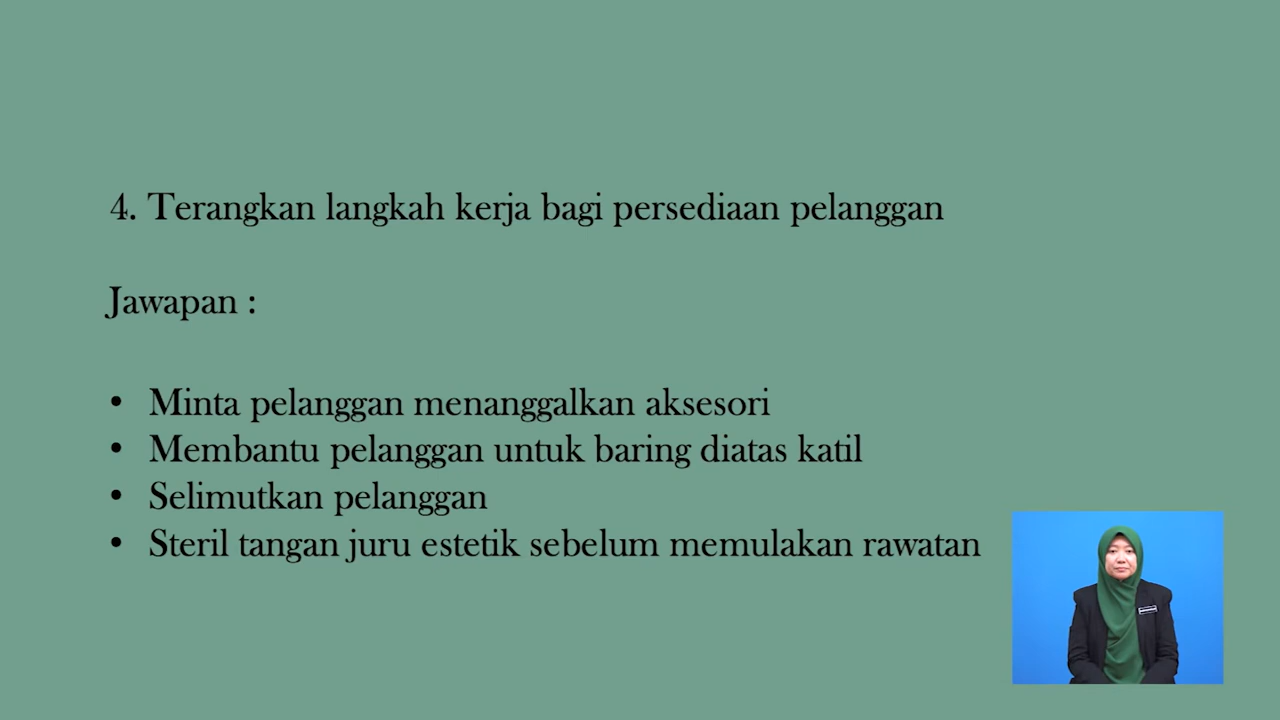 4. Terangkan langkah kerja bagi persediaan pelanggan
Jawapan :
• Minta pelanggan menanggalkan aksesori
• Membantu pelanggan untuk baring diatas katil
• Selimutkan pelanggan
• Steril tangan juru estetik sebelum memulakan rawatan